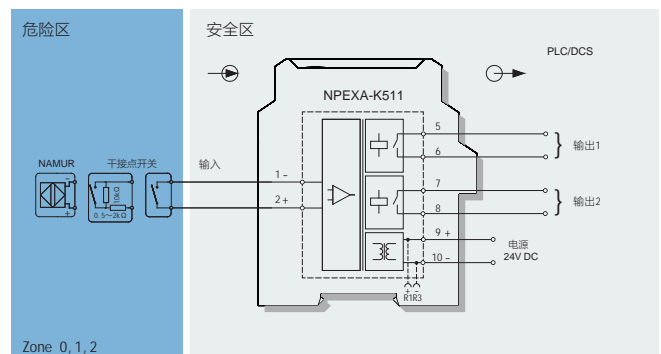 危险区
安全区
PLC/DCS
NPEXA-K511
NAMUR
干接点开关
输入
10kΩ
0.5~2kΩ
-
+
1 -
2 +
5
6
输出1
7
8
输出2
9 +
10 -
电源
24V DC
+ -
R1R3
Zone 0,1,2